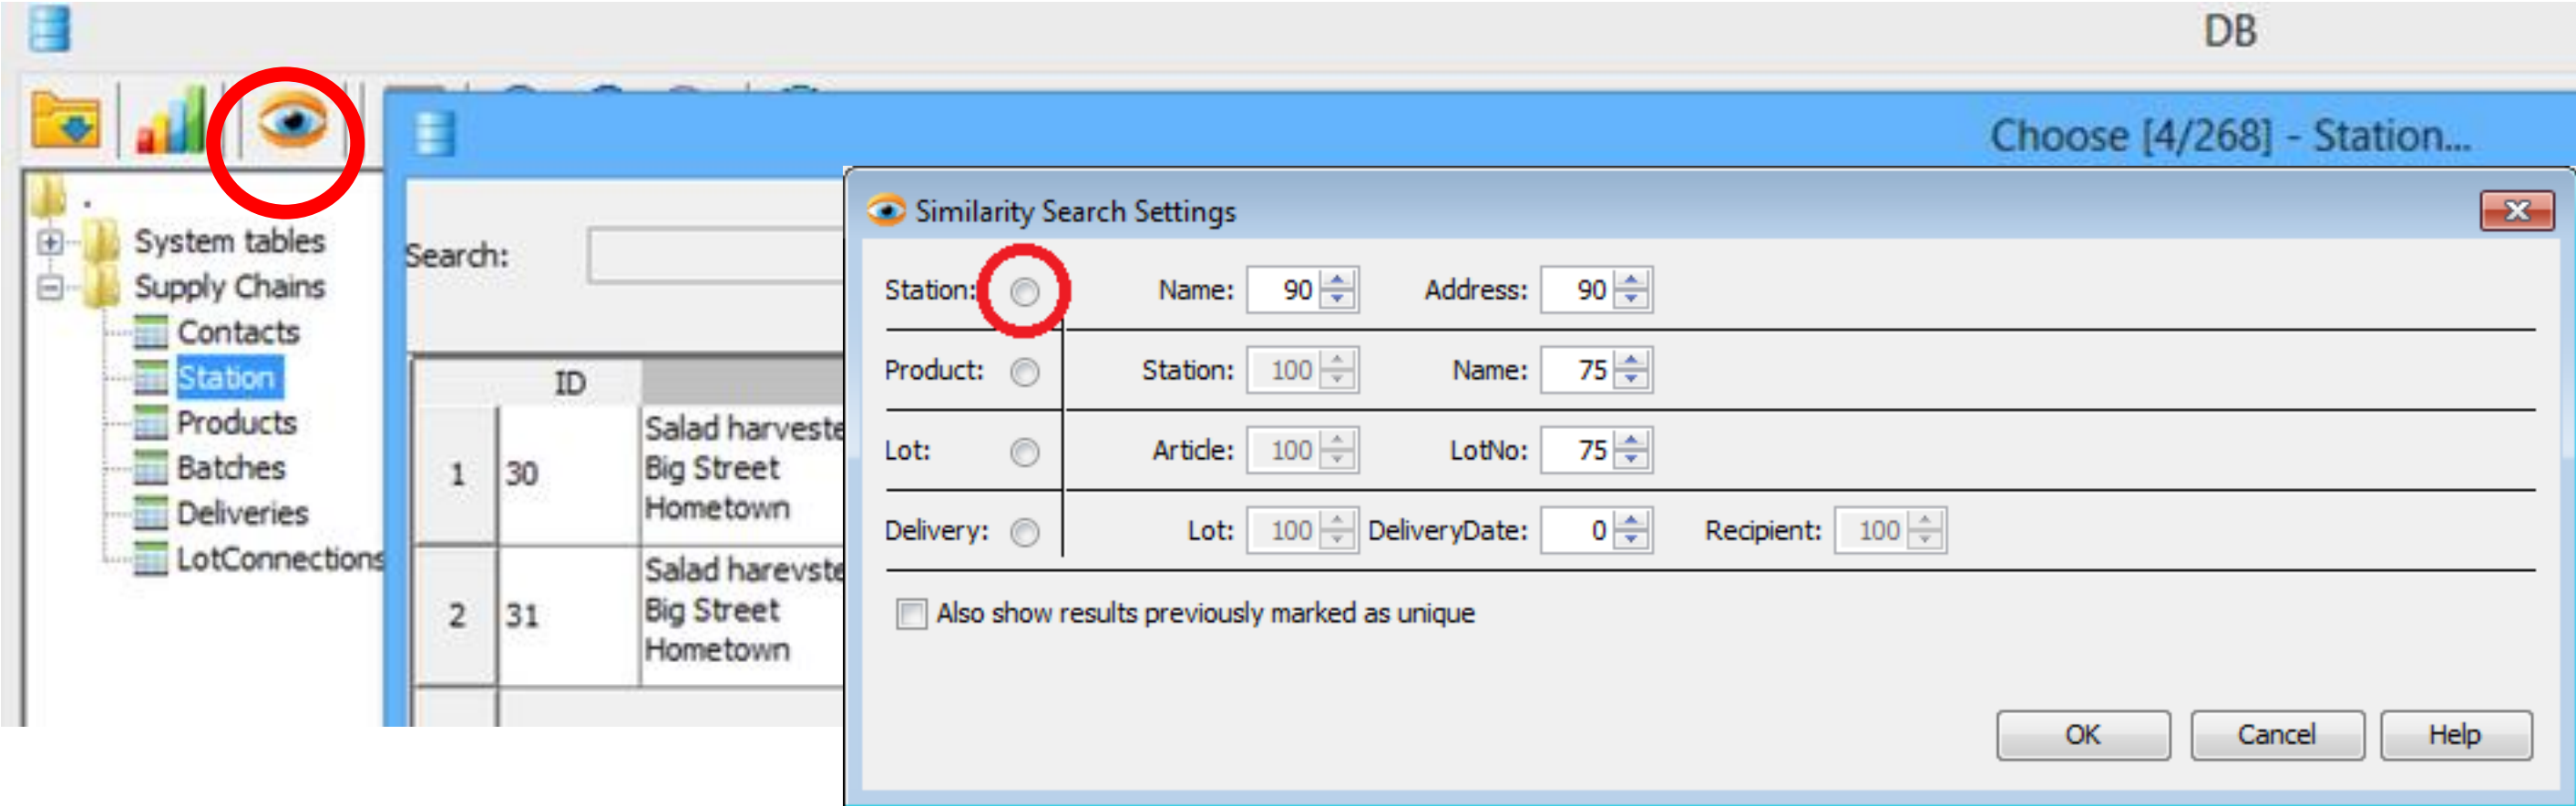 DB
Choose [4/268] - Station...
.
System tables
Supply Chains
Contacts
Station
Products
Batches
Deliveries
LotConnections
Search:
ID
1 30 Salad harveste
Big Street
Hometown
2 31 Salad harevste
Big Street
Hometown
Similarity Search Settings
Station: Name: 90 Address: 90
Product: Station: 100 Name: 75
Lot: Article: 100 LotNo: 75
Delivery: Lot: 100 DeliveryDate: 0 Recipient: 100
Also show results previously marked as unique
OK Cancel Help